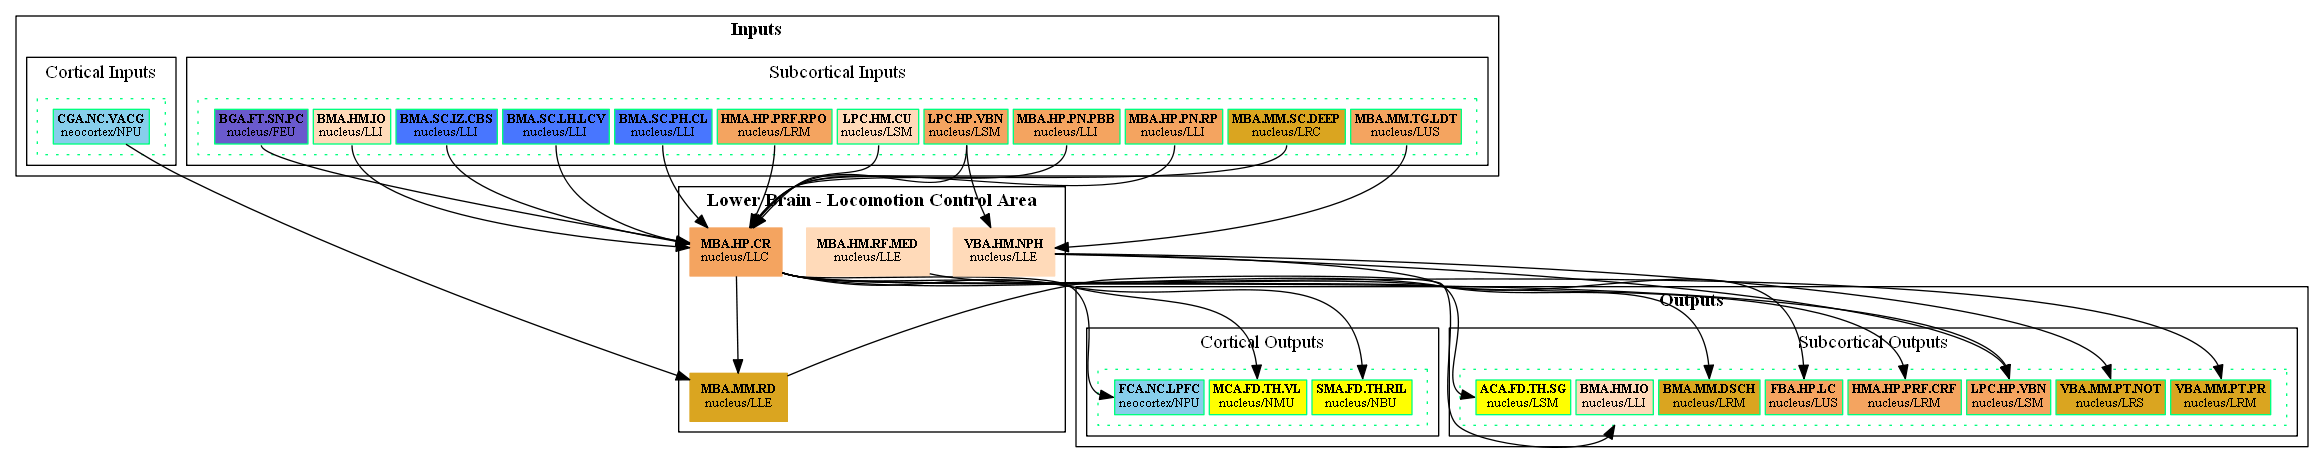 Inputs
Cortical Inputs
Subcortical Inputs
CGA.NC.VACG
neocortex/NPU
BGA.FT.SN.PC
nucleus/FEU
BMA.HM.IO
nucleus/LLI
BMA.SC.IZ.CBS
nucleus/LLI
BMA.SC.LH.LCV
nucleus/LLI
BMA.SC.PH.CL
nucleus/LLI
HMA.HP.PRF.RPO
nucleus/LRM
LPC.HM.CU
nucleus/LSM
LPC.HP.VBN
nucleus/LSM
MBA.HP.PN.PBB
nucleus/LLI
MBA.HP.PN.RP
nucleus/LLI
MBA.MM.SC.DEEP
nucleus/LRC
MBA.MM.TG.LDT
nucleus/LUS
Lower Brain - Locomotion Control Area
MBA.HP.CR
nucleus/LLC
MBA.HM.RF.MED
nucleus/LLE
VBA.HM.NPH
nucleus/LLE
MBA.MM.RD
nucleus/LLE
Outputs
Cortical Outputs
Subcortical Outputs
FCA.NC.LPFC
neocortex/NPU
MCA.FD.TH.VL
nucleus/NMU
SMA.FD.TH.RIL
nucleus/NBU
ACA.FD.TH.SG
nucleus/LSM
BMA.HM.IO
nucleus/LLI
BMA.MM.DSCH
nucleus/LRM
FBA.HP.LC
nucleus/LUS
HMA.HP.PRF.CRF
nucleus/LRM
LPC.HP.VBN
nucleus/LSM
VBA.MM.PT.NOT
nucleus/LRS
VBA.MM.PT.PR
nucleus/LRM